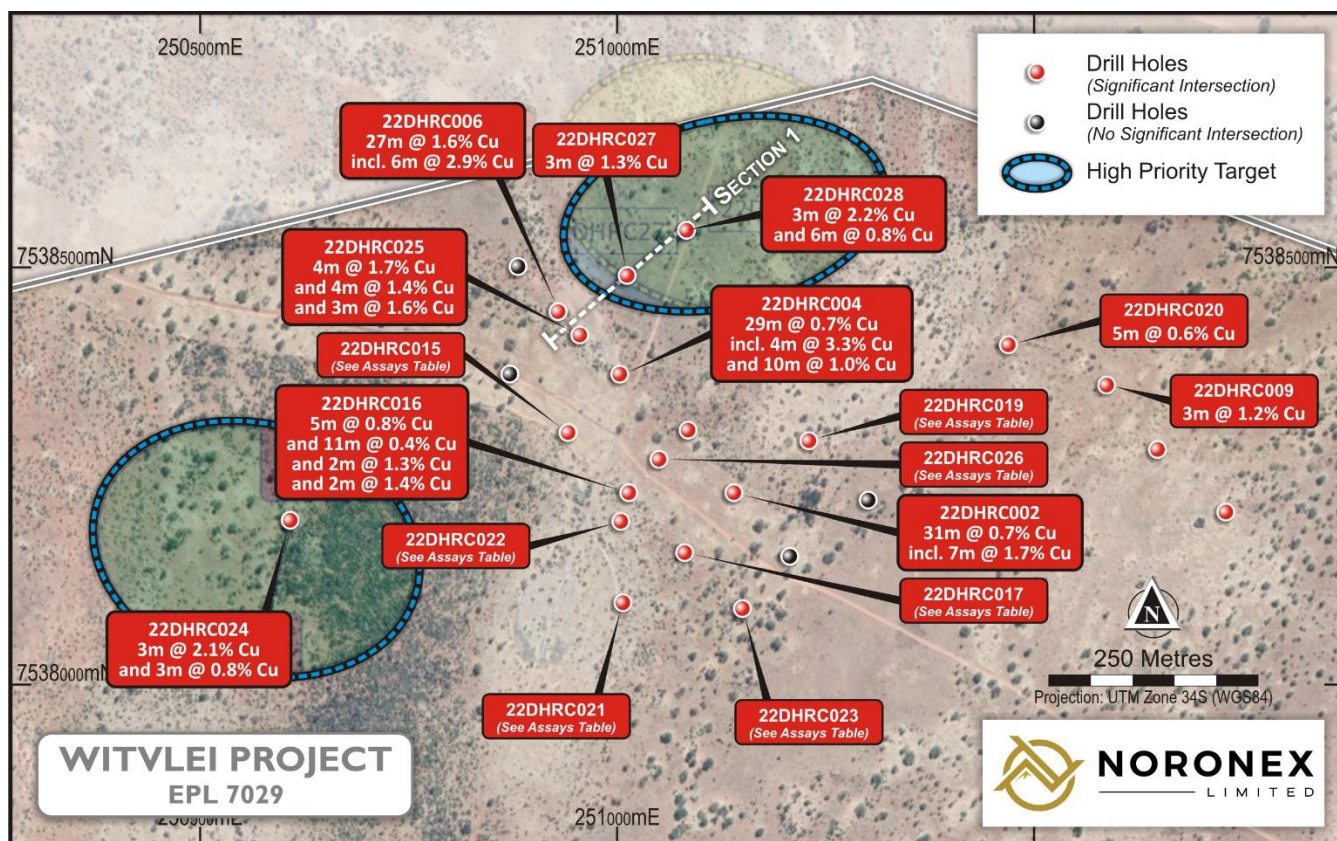 250500mE
251000mE
Drill Holes
(Significant Intersection)
Drill Holes
(No Significant Intersection)
High Priority Target
22DHRC006
27m @ 1.6% Cu
incl. 6m @ 2.9% Cu
22DHRC027
3m @ 1.3% Cu
SECTION 1
22DHRC028
3m @ 2.2% Cu
and 6m @ 0.8% Cu
7538500mN
7538500mN
22DHRC025
4m @ 1.7% Cu
and 4m @ 1.4% Cu
and 3m @ 1.6% Cu
22DHRC004
29m @ 0.7% Cu
incl. 4m @ 3.3% Cu
and 10m @ 1.0% Cu
22DHRC020
5m @ 0.6% Cu
22DHRC015
(See Assays Table)
22DHRC009
3m @ 1.2% Cu
22DHRC016
5m @ 0.8% Cu
and 11m @ 0.4% Cu
and 2m @ 1.3% Cu
and 2m @ 1.4% Cu
22DHRC019
(See Assays Table)
22DHRC026
(See Assays Table)
22DHRC022
(See Assays Table)
22DHRC002
31m @ 0.7% Cu
incl. 7m @ 1.7% Cu
22DHRC017
(See Assays Table)
22DHRC024
3m @ 2.1% Cu
and 3m @ 0.8% Cu
N
250 Metres
Projection: UTM Zone 34S (WGS84)
7538000mN
22DHRC021
(See Assays Table)
22DHRC023
(See Assays Table)
WITVLEI PROJECT
EPL 7029
NORONEX
LIMITED
251000mE